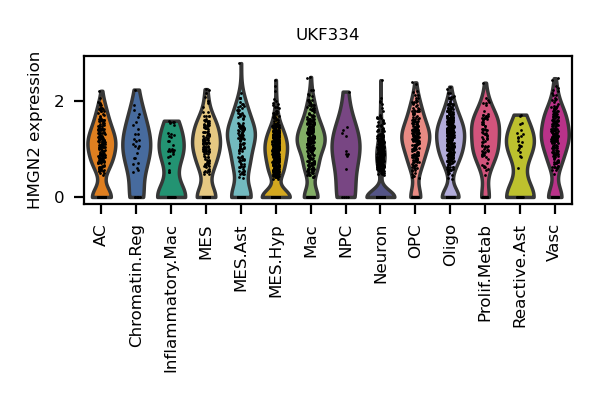 UKF334
HMGN2 expression
2
0
AC
Chromatin.Reg
Inflammatory.Mac
MES
MES.Ast
MES.Hyp
Mac
NPC
Neuron
OPC
Oligo
Prolif.Metab
Reactive.Ast
Vasc